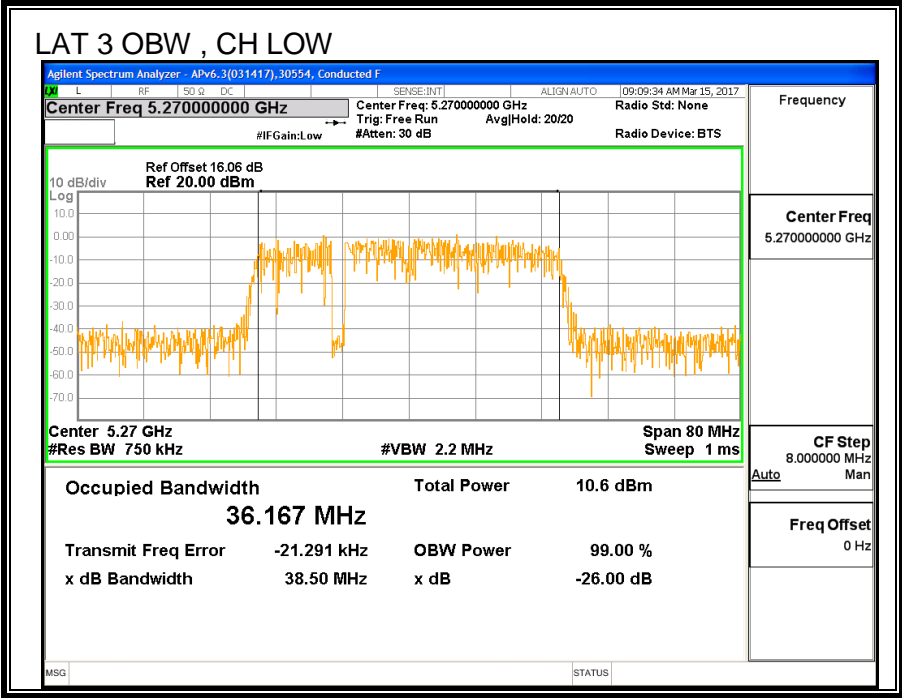 LAT 3 OBW , CH LOW
Agilent Spectrum Analyzer - APv6.3(031417),30554, Conducted F
LXI L RF 50 Ω DC SENSE:INT ALIGN AUTO 09:09:34 AM Mar 15, 2017
Center Freq 5.270000000 GHz
Center Freq: 5.270000000 GHz
Radio Std: None
Trig: Free Run Avg|Hold: 20/20
#IFGain:Low
#Atten: 30 dB
Radio Device: BTS
Ref Offset 16.06 dB
10 dB/div Ref 20.00 dBm
Log
10.0
0.00
-10.0
-20.0
-30.0
-40.0
-50.0
-60.0
-70.0
Center 5.27 GHz Span 80 MHz
#Res BW 750 kHz #VBW 2.2 MHz Sweep 1 ms
Occupied Bandwidth Total Power 10.6 dBm
36.167 MHz
Transmit Freq Error -21.291 kHz OBW Power 99.00 %
x dB Bandwidth 38.50 MHz x dB -26.00 dB
Frequency
Center Freq
5.270000000 GHz
CF Step
8.000000 MHz
Auto Man
Freq Offset
0 Hz
MSG STATUS